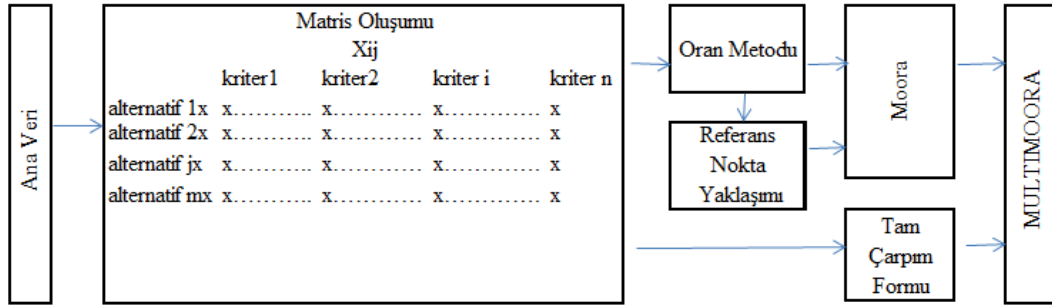 Ana Veri
Matris Oluşumu
Xij
kriter1 kriter2 kriter i kriter n
alternatif 1x x……….. x………… x…………. x
alternatif 2x x……….. x………… x…………. x
alternatif jx x……….. x………… x…………. x
alternatif mx x……….. x………… x…………. x
Oran Metodu
Referans
Nokta
Yaklaşımı
Moora
Tam
Çarpım
Formu
MULTIMOORA